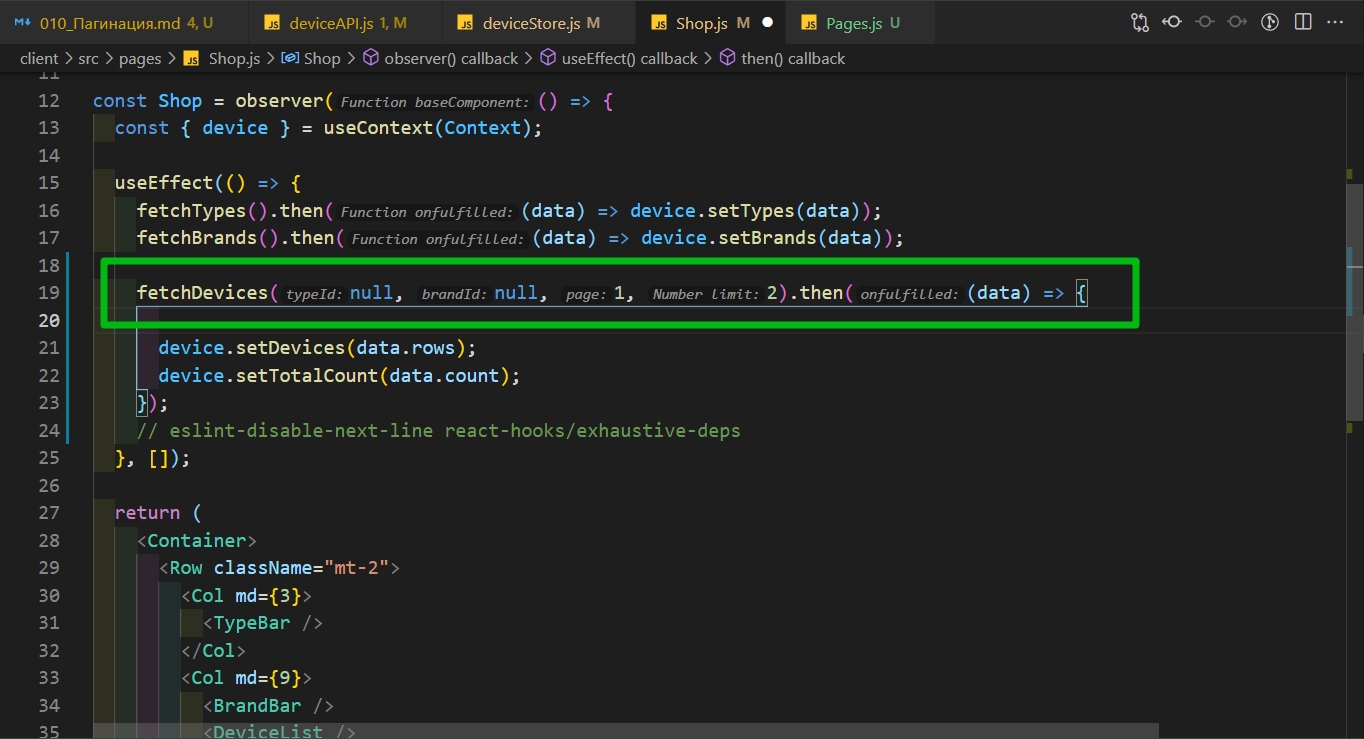 010_Пагинация.md 4, U
deviceAPI.js 1, M
deviceStore.js M
Shop.js M
Pages.js U
client > src > pages > JS Shop.js > Shop > observer() callback > useEffect() callback > then() callback
11
12 const Shop = observer( Function baseComponent: () => {
13 const { device } = useContext(Context);
14
15 useEffect(() => {
16 fetchTypes().then( Function onfulfilled: (data) => device.setTypes(data));
17 fetchBrands().then( Function onfulfilled: (data) => device.setBrands(data));
18
19 fetchDevices( typeId: null, brandId: null, page: 1, Number limit: 2).then( onfulfilled: (data) => {
20
21 device.setDevices(data.rows);
22 device.setTotalCount(data.count);
23 });
24 // eslint-disable-next-line react-hooks/exhaustive-deps
25 }, []);
26
27 return (
28 <Container>
29 <Row className="mt-2">
30 <Col md={3}>
31 <TypeBar />
32 </Col>
33 <Col md={9}>
34 <BrandBar />
35 <DeviceList />